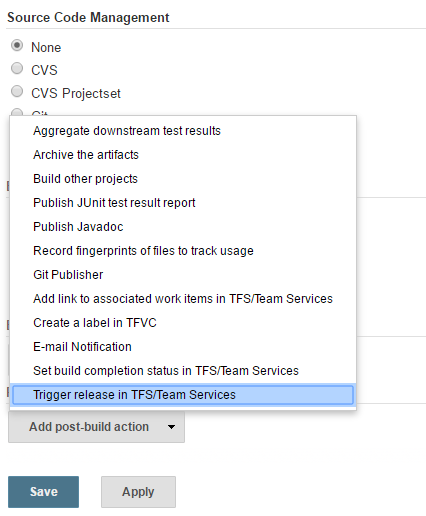 Source Code Management
None
CVS
CVS Projectset
Aggregate downstream test results
Archive the artifacts
Build other projects
Publish JUnit test result report
Publish Javadoc
Record fingerprints of files to track usage
Git Publisher
Add link to associated work items in TFS/Team Services
Create a label in TFVC
E-mail Notification
Set build completion status in TFS/Team Services
Trigger release in TFS/Team Services
Add post-build action
Save
Apply